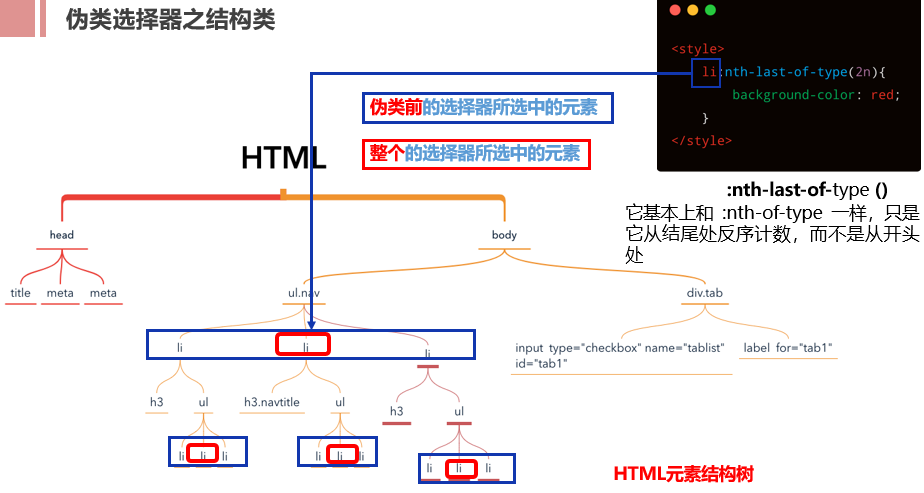 伪类选择器之结构类
<style>
li:nth-last-of-type(2n){
background-color: red;
}
</style>
伪类前的选择器所选中的元素
整个的选择器所选中的元素
:nth-last-of-type ()
它基本上和 :nth-of-type 一样，只是
它从结尾处反序计数，而不是从开头
处
HTML
head
body
title meta meta
ul.nav
div.tab
li li li
input type="checkbox" name="tablist"
id="tab1"
label for="tab1"
h3 ul h3.navtitle ul h3 ul
li li li li li li li li li
HTML元素结构树